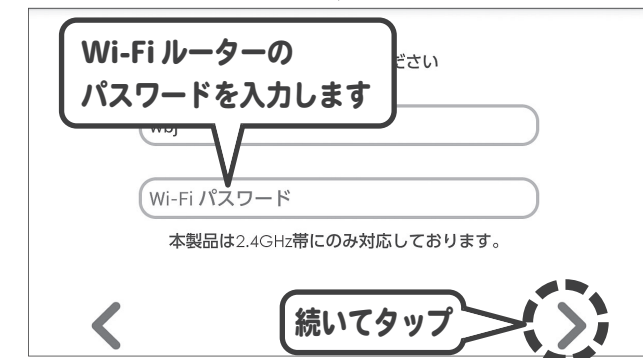 Wi-Fi ルーターの
パスワードを入力します
ださい
wbj
Wi-Fi パスワード
本製品は2.4GHz帯にのみ対応しております。
続いてタップ